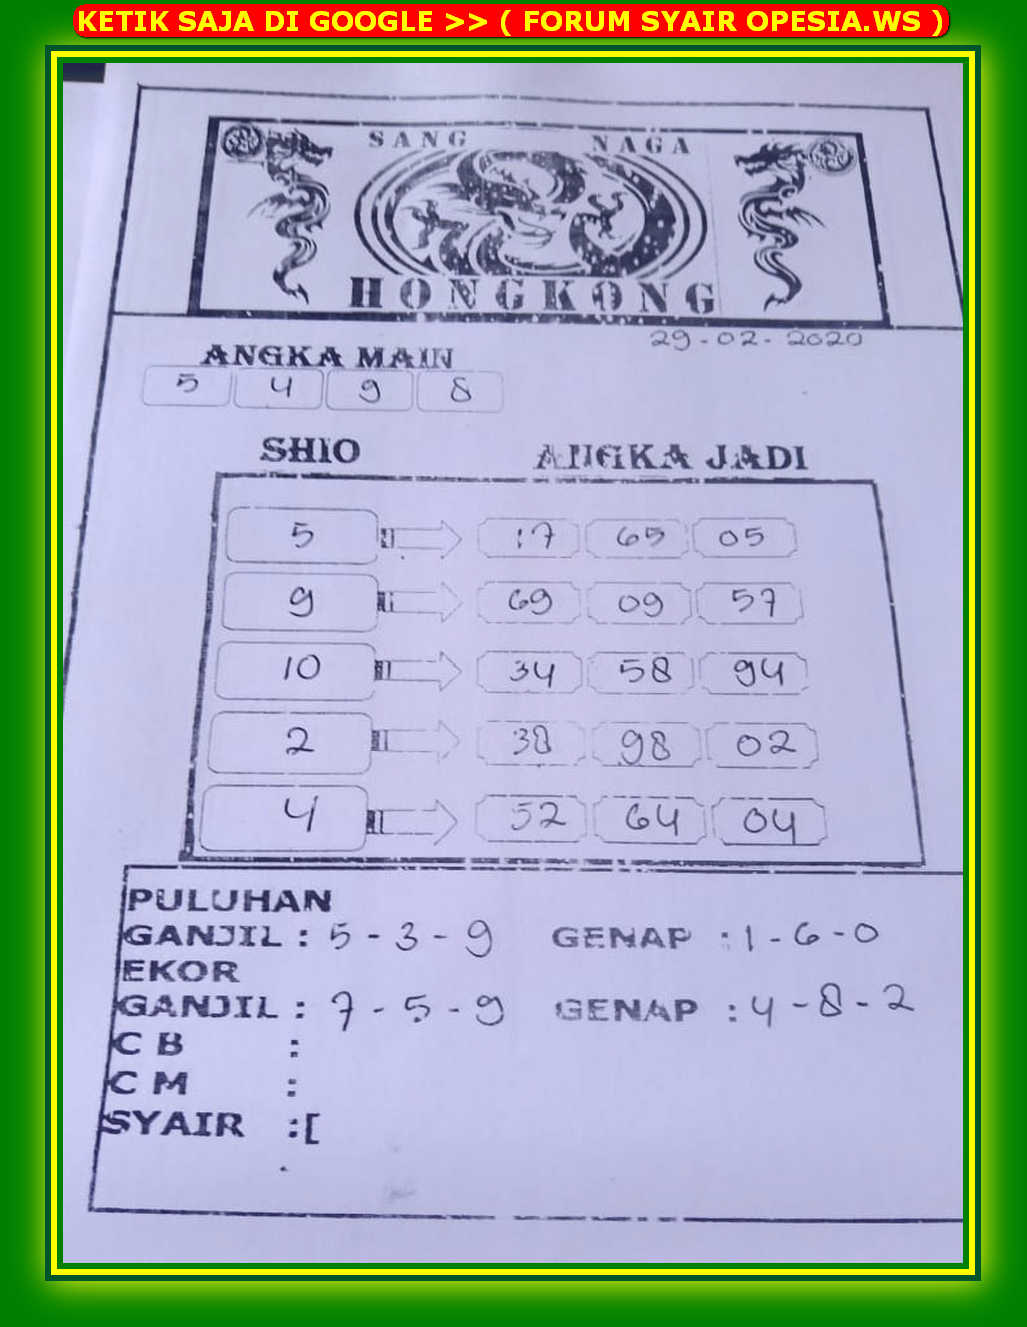 KETIK SAJA DI GOOGLE >> ( FORUM SYAIR OPESIA.WS )
SANG NAGA
HONGKONG
29-02-2020
ANGKA MAIN
5 4 9 8
SHIO ANGKA JADI
5 17 65 05
9 69 09 57
10 34 58 94
2 38 98 02
4 52 64 04
PULUHAN
GANJIL : 5 - 3 - 9 GENAP : 1 - 6 - 0
EKOR
GANJIL : 7 - 5 - 9 GENAP : 4 - 8 - 2
C B :
C M :
SYAIR :[